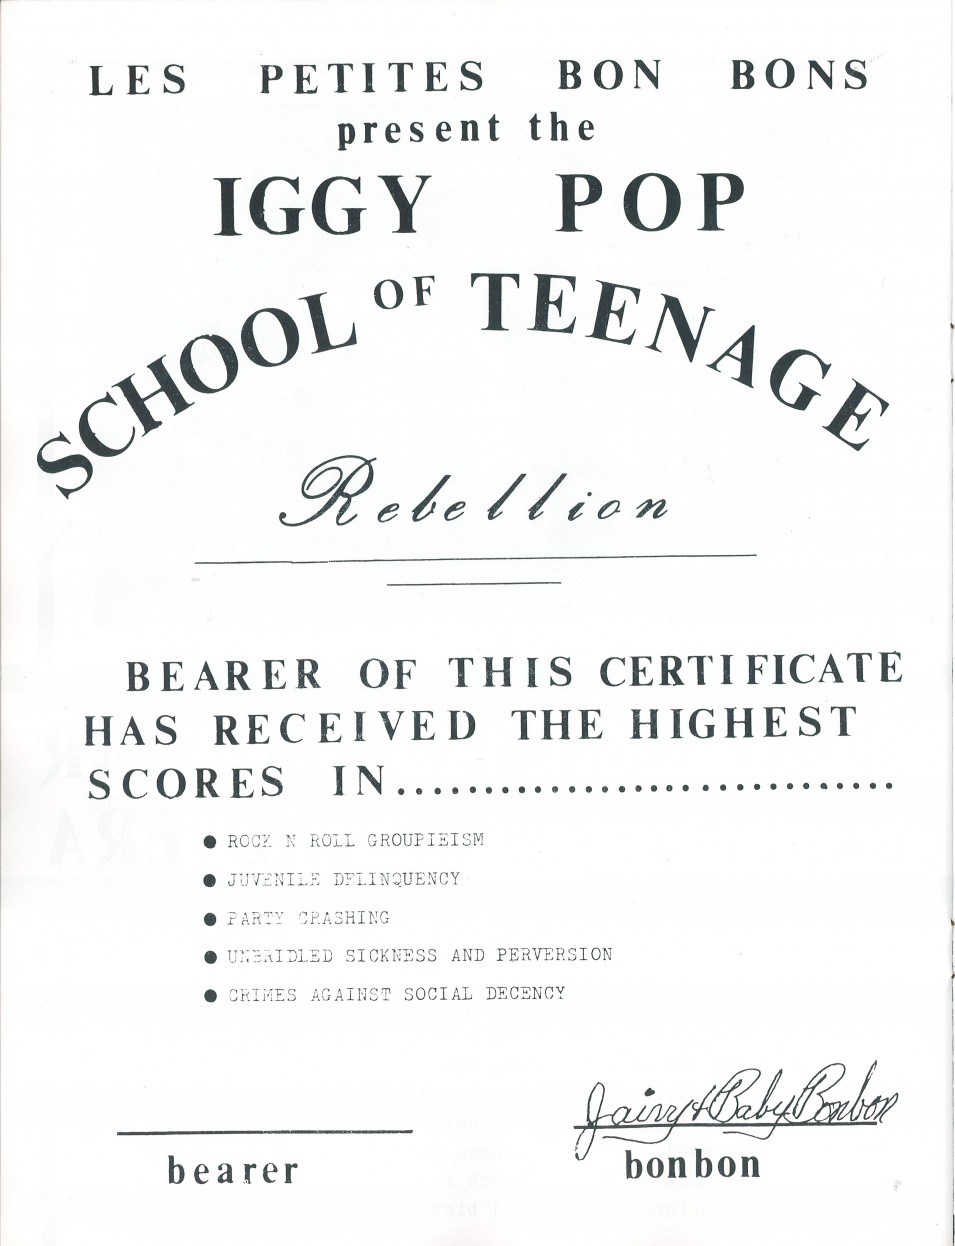 LES PETITES BON BONS
present the
IGGY POP
SCHOOL OF TEENAGE
Rebellion
BEARER OF THIS CERTIFICATE
HAS RECEIVED THE HIGHEST
SCORES IN..............................
● ROCK N ROLL GROUPIEISM
● JUVENILE DELINQUENCY
● PARTY CRASHING
● UNBRIDLED SICKNESS AND PERVERSION
● CRIMES AGAINST SOCIAL DECENCY
Baby Bonbon
bearer
bonbon